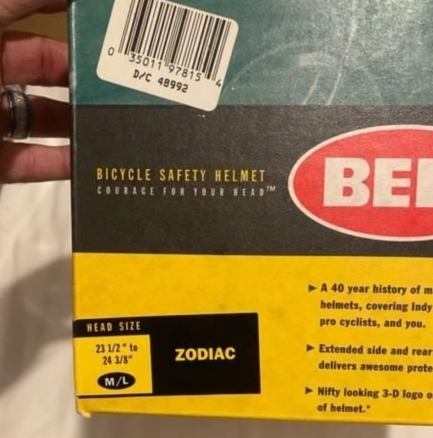 0 35011 97815 4
D/C 48992
BICYCLE SAFETY HELMET
COURAGE FOR YOUR HEAD™
BEL
HEAD SIZE
23 1/2" to
24 3/8"
M/L
ZODIAC
► A 40 year history of m
helmets, covering Indy
pro cyclists, and you.
► Extended side and rear
delivers awesome prote
► Nifty looking 3-D logo o
of helmet.*